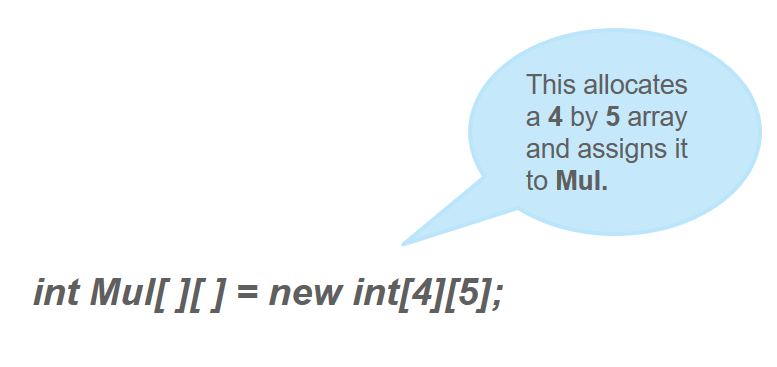 This allocates
a 4 by 5 array
and assigns it
to Mul.
int Mul[ ][ ] = new int[4][5];